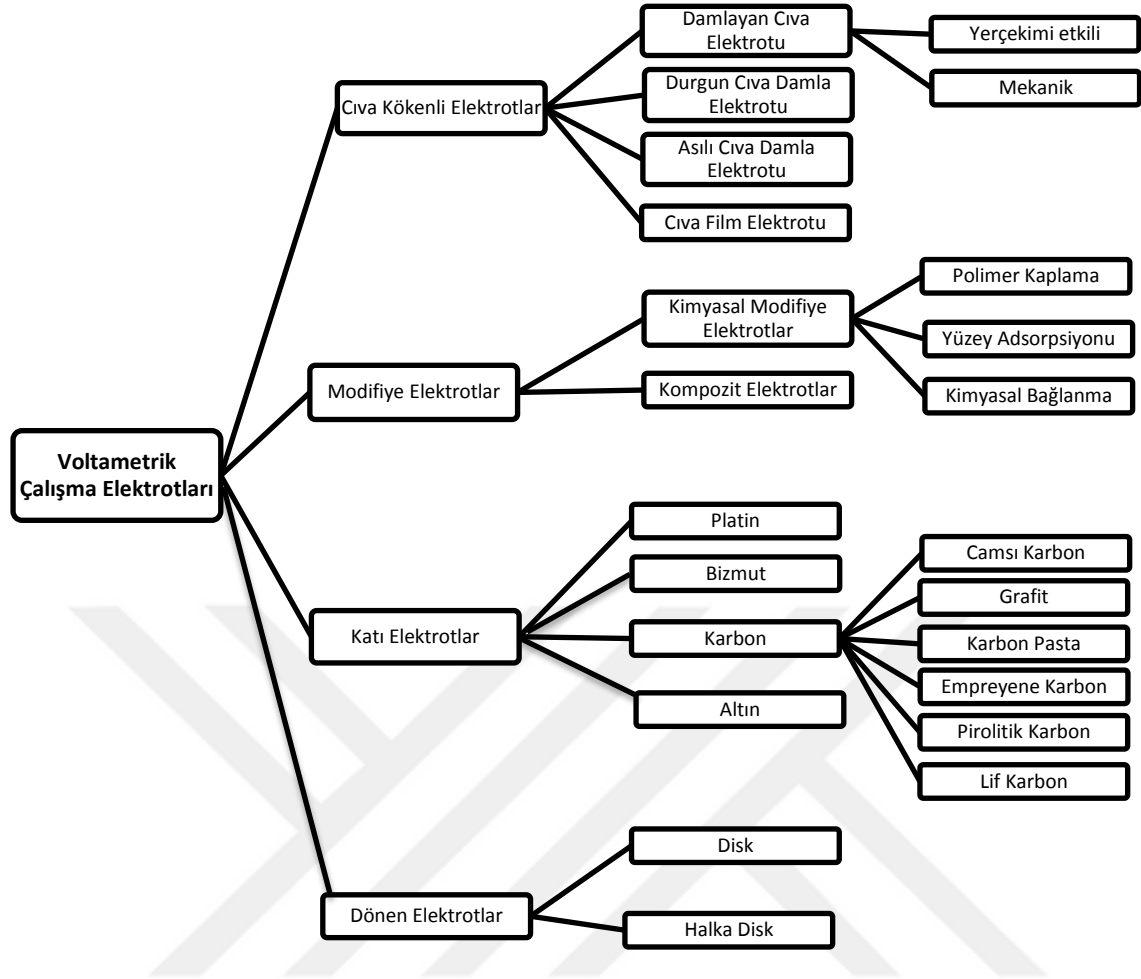 Damlayan Cıva
Elektrotu
Yerçekimi etkili
Mekanik
Durgun Cıva Damla
Elektrotu
Cıva Kökenli Elektrotlar
Asılı Cıva Damla
Elektrotu
Cıva Film Elektrotu
Polimer Kaplama
Kimyasal Modifiye
Elektrotlar
Yüzey Adsorpsiyonu
Modifiye Elektrotlar
Kompozit Elektrotlar
Kimyasal Bağlanma
Voltametrik
Çalışma Elektrotları
Platin
Bizmut
Camsı Karbon
Grafit
Katı Elektrotlar
Karbon
Karbon Pasta
Empreyene Karbon
Altın
Pirolitik Karbon
Lif Karbon
Disk
Dönen Elektrotlar
Halka Disk